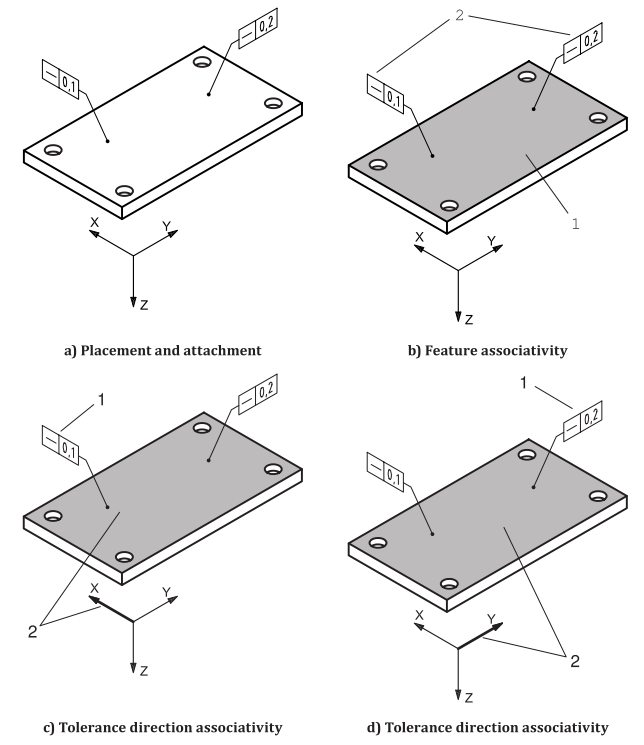 0,2
0,1
X
Y
Z
a) Placement and attachment
2
0,2
0,1
1
X
Y
Z
b) Feature associativity
1
0,2
0,1
X
Y
2
Z
c) Tolerance direction associativity
1
0,2
0,1
X
Y
2
Z
d) Tolerance direction associativity